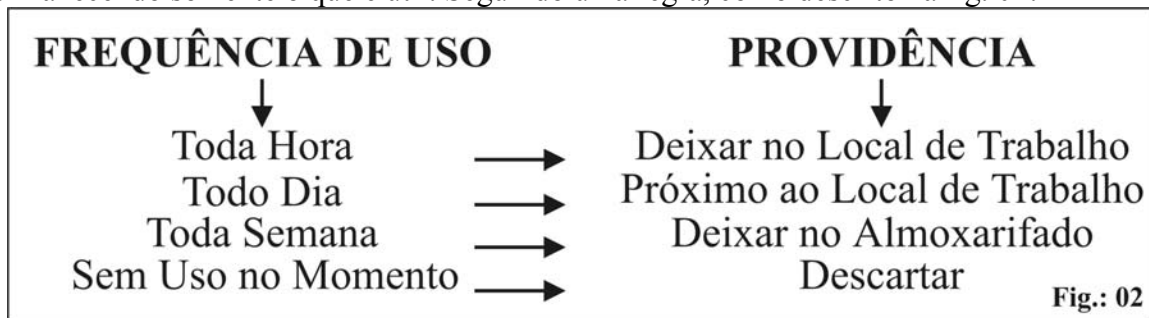 FREQUÊNCIA DE USO PROVIDÊNCIA
Toda Hora Deixar no Local de Trabalho
Todo Dia Próximo ao Local de Trabalho
Toda Semana Deixar no Almoxarifado
Sem Uso no Momento Descartar
Fig.: 02